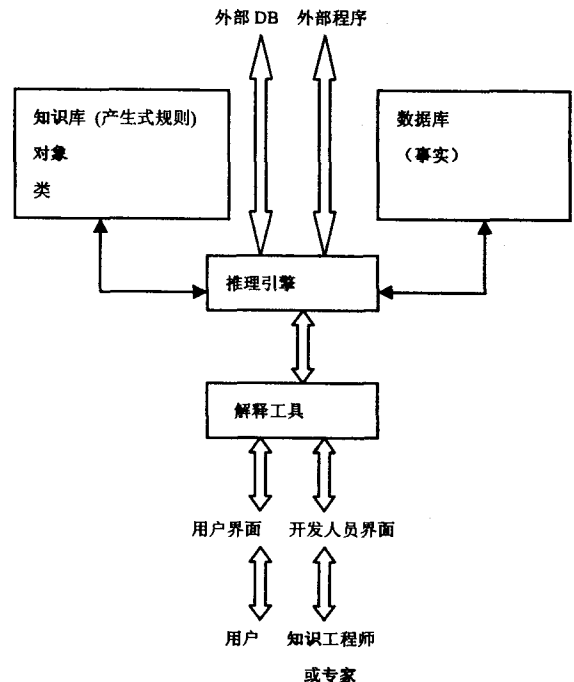 外部 DB 外部程序
知识库 (产生式规则)
对象
类
数据库
（事实）
推理引擎
解释工具
用户界面 开发人员界面
用户 知识工程师
或专家